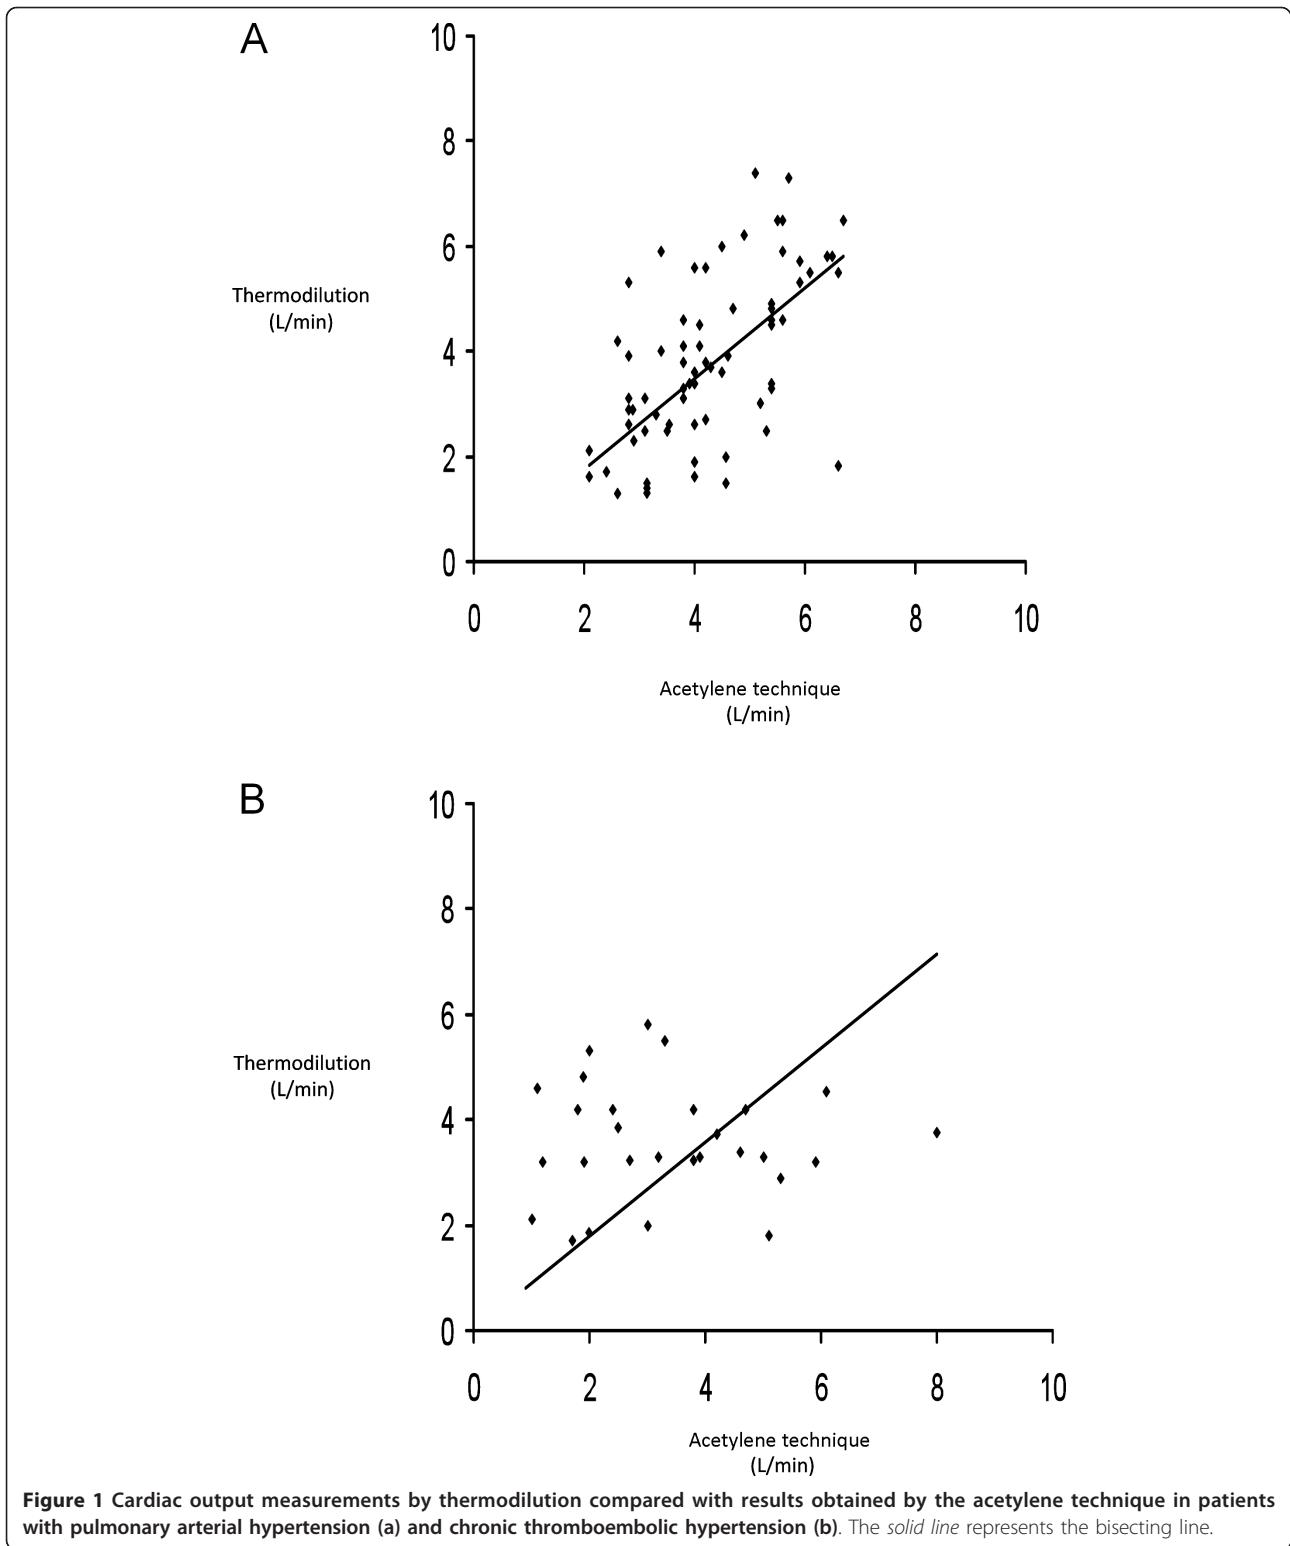 A
10
8
6
4
2
0
Thermodilution
(L/min)
0 2 4 6 8 10
Acetylene technique
(L/min)
B
10
8
6
4
2
0
Thermodilution
(L/min)
0 2 4 6 8 10
Acetylene technique
(L/min)
Figure 1 Cardiac output measurements by thermodilution compared with results obtained by the acetylene technique in patients
with pulmonary arterial hypertension (a) and chronic thromboembolic hypertension (b). The solid line represents the bisecting line.